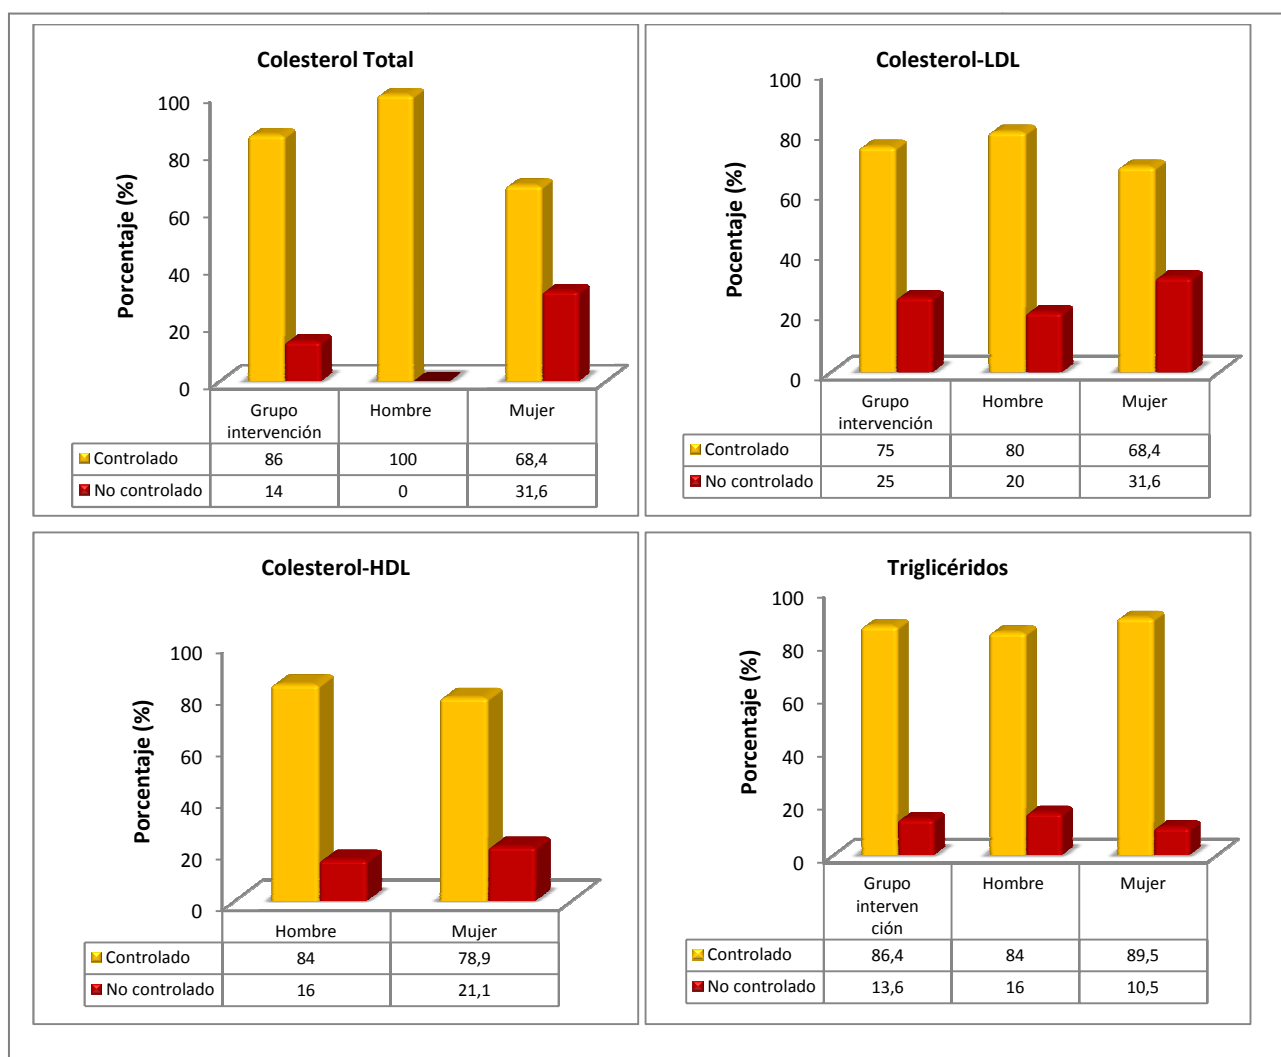 Colesterol Total
Porcentaje (%)
100
80
60
40
20
0
Grupo intervención Hombre Mujer
Controlado 86 100 68,4
No controlado 14 0 31,6
Colesterol-LDL
Pocentaje (%)
100
80
60
40
20
0
Grupo intervención Hombre Mujer
Controlado 75 80 68,4
No controlado 25 20 31,6
Colesterol-HDL
Porcentaje (%)
100
80
60
40
20
0
Hombre Mujer
Controlado 84 78,9
No controlado 16 21,1
Triglicéridos
Porcentaje (%)
100
80
60
40
20
0
Grupo
interven
ción
Hombre Mujer
Controlado 86,4 84 89,5
No controlado 13,6 16 10,5